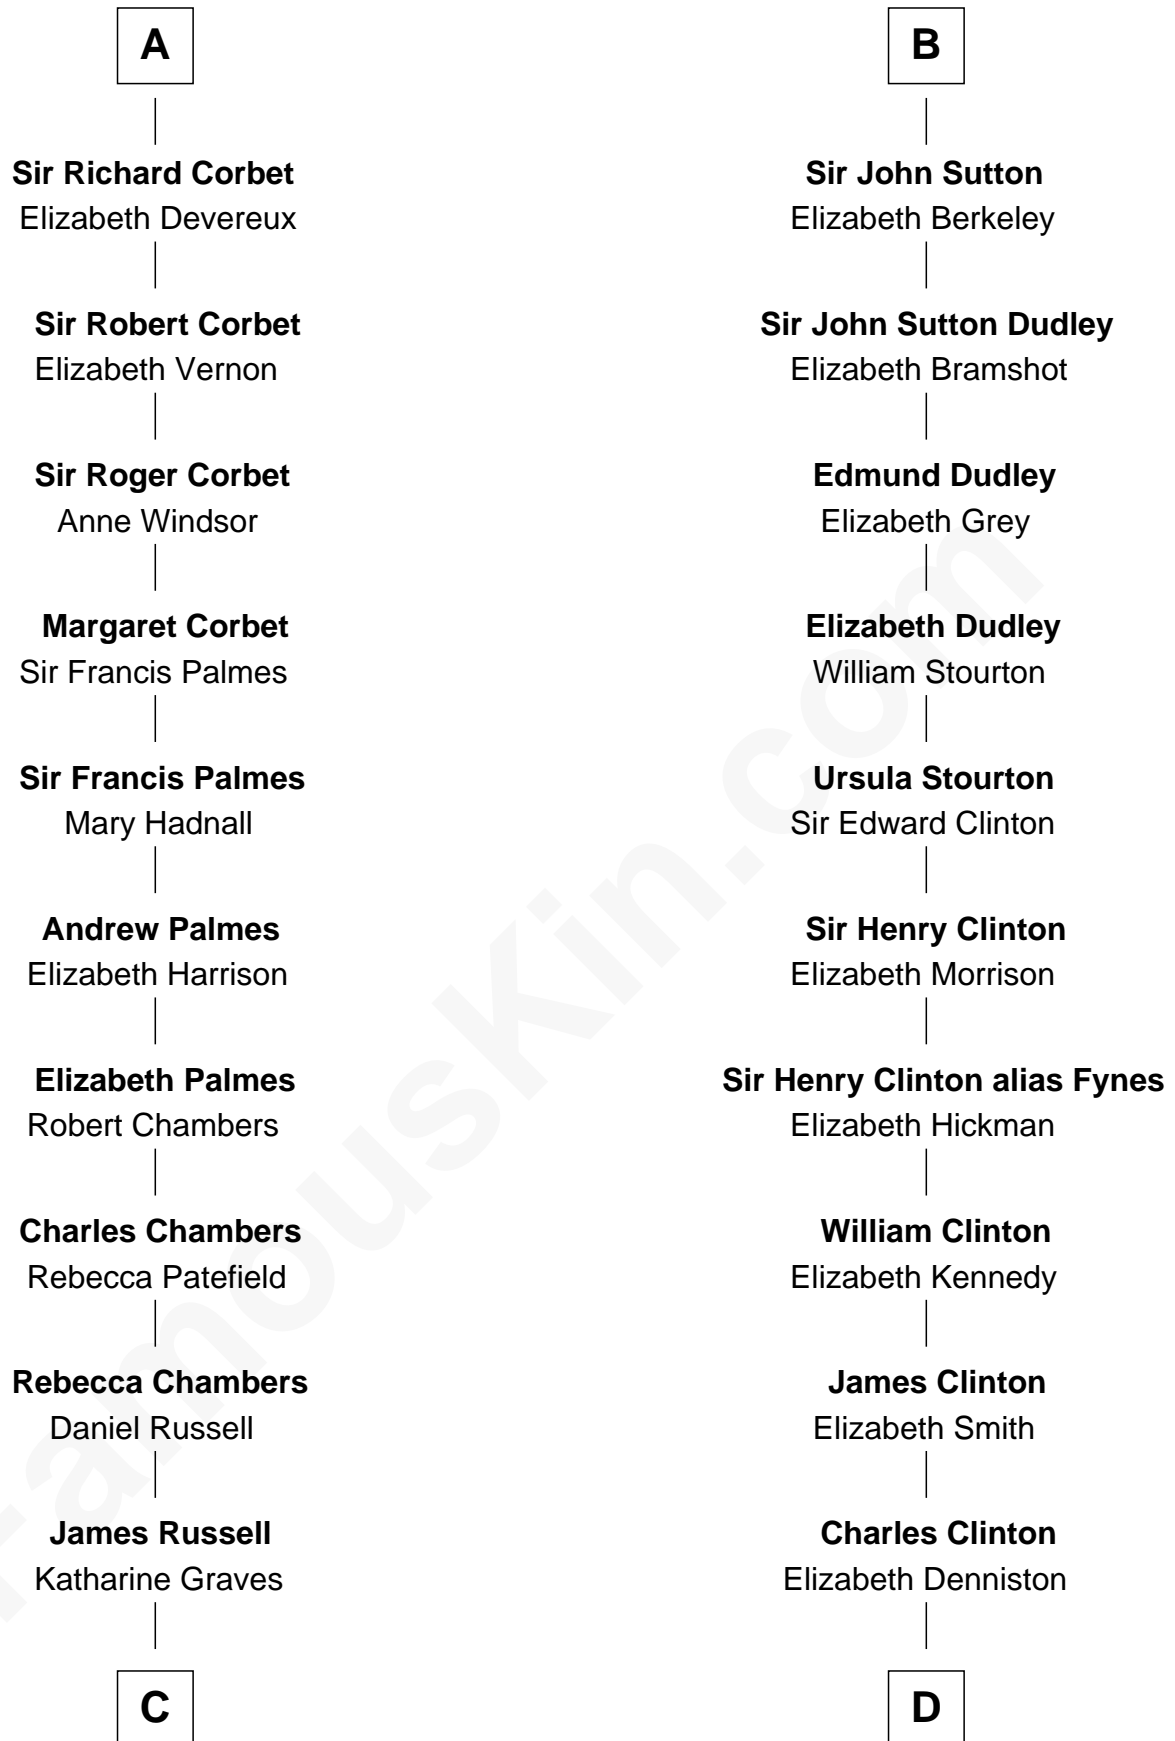 A
Sir Richard Corbet
Elizabeth Devereux
Sir Robert Corbet
Elizabeth Vernon
Sir Roger Corbet
Anne Windsor
Margaret Corbet
Sir Francis Palmes
Sir Francis Palmes
Mary Hadnall
Andrew Palmes
Elizabeth Harrison
Elizabeth Palmes
Robert Chambers
Charles Chambers
Rebecca Patefield
Rebecca Chambers
Daniel Russell
James Russell
Katharine Graves
C
B
Sir John Sutton
Elizabeth Berkeley
Sir John Sutton Dudley
Elizabeth Bramshot
Edmund Dudley
Elizabeth Grey
Elizabeth Dudley
William Stourton
Ursula Stourton
Sir Edward Clinton
Sir Henry Clinton
Elizabeth Morrison
Sir Henry Clinton alias Fynes
Elizabeth Hickman
William Clinton
Elizabeth Kennedy
James Clinton
Elizabeth Smith
Charles Clinton
Elizabeth Denniston
D
FamousKin.com